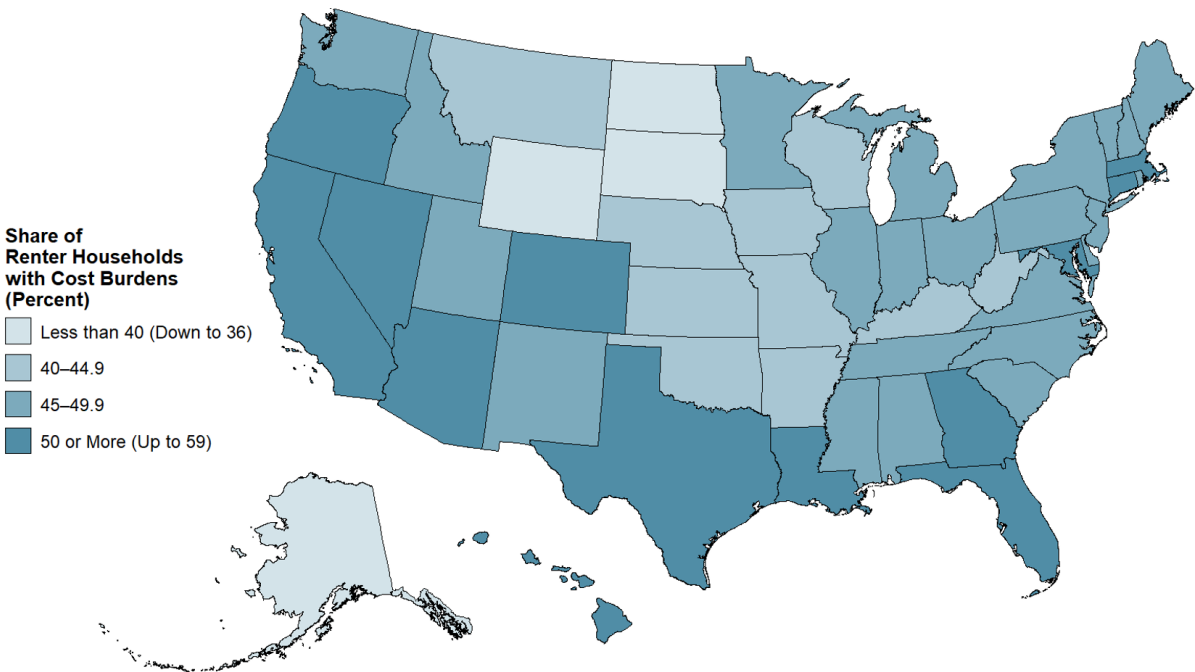 Share of
Renter Households
with Cost Burdens
(Percent)
Less than 40 (Down to 36)
40–44.9
45–49.9
50 or More (Up to 59)